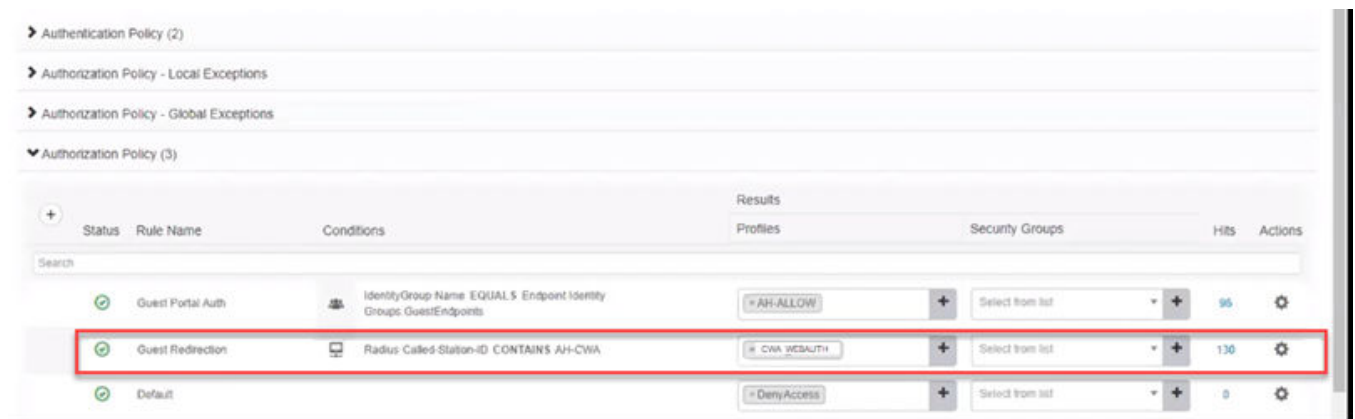 Authentication Policy (2)
Authorization Policy - Local Exceptions
Authorization Policy - Global Exceptions
Authorization Policy (3)
Results
Status Rule Name Conditions Profiles Security Groups Hits Actions
Search
Guest Portal Auth IdentityGroup·Name EQUALS Endpoint Identity Groups:GuestEndpoints × AH-ALLOW Select from list 95
Guest Redirection Radius·Called-Station-ID CONTAINS AH-CWA × CWA_WEBAUTH Select from list 130
Default × DenyAccess Select from list 0